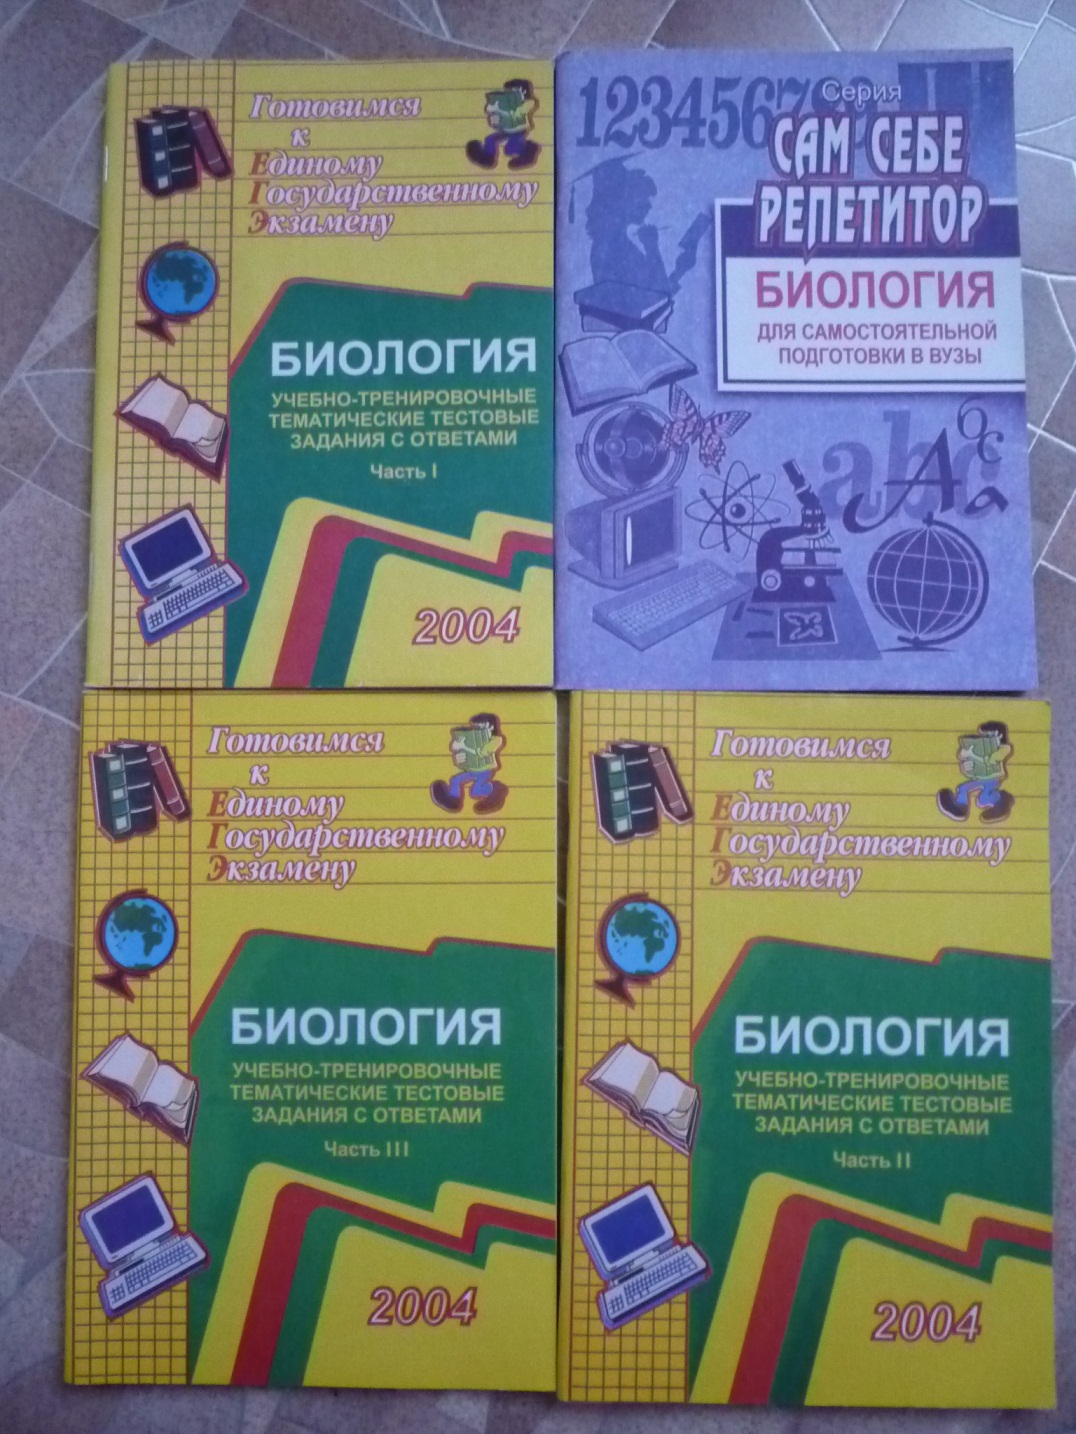 Готовимся
к
Единому
Государственному
Экзамену
БИОЛОГИЯ
УЧЕБНО-ТРЕНИРОВОЧНЫЕ
ТЕМАТИЧЕСКИЕ ТЕСТОВЫЕ
ЗАДАНИЯ С ОТВЕТАМИ
Часть I
2004
123456789
Серия
САМ СЕБЕ
РЕПЕТИТОР
БИОЛОГИЯ
ДЛЯ САМОСТОЯТЕЛЬНОЙ
ПОДГОТОВКИ В ВУЗЫ
abc
А б с а
Готовимся
к
Единому
Государственному
Экзамену
БИОЛОГИЯ
УЧЕБНО-ТРЕНИРОВОЧНЫЕ
ТЕМАТИЧЕСКИЕ ТЕСТОВЫЕ
ЗАДАНИЯ С ОТВЕТАМИ
Часть III
2004
Готовимся
к
Единому
Государственному
Экзамену
БИОЛОГИЯ
УЧЕБНО-ТРЕНИРОВОЧНЫЕ
ТЕМАТИЧЕСКИЕ ТЕСТОВЫЕ
ЗАДАНИЯ С ОТВЕТАМИ
Часть II
2004